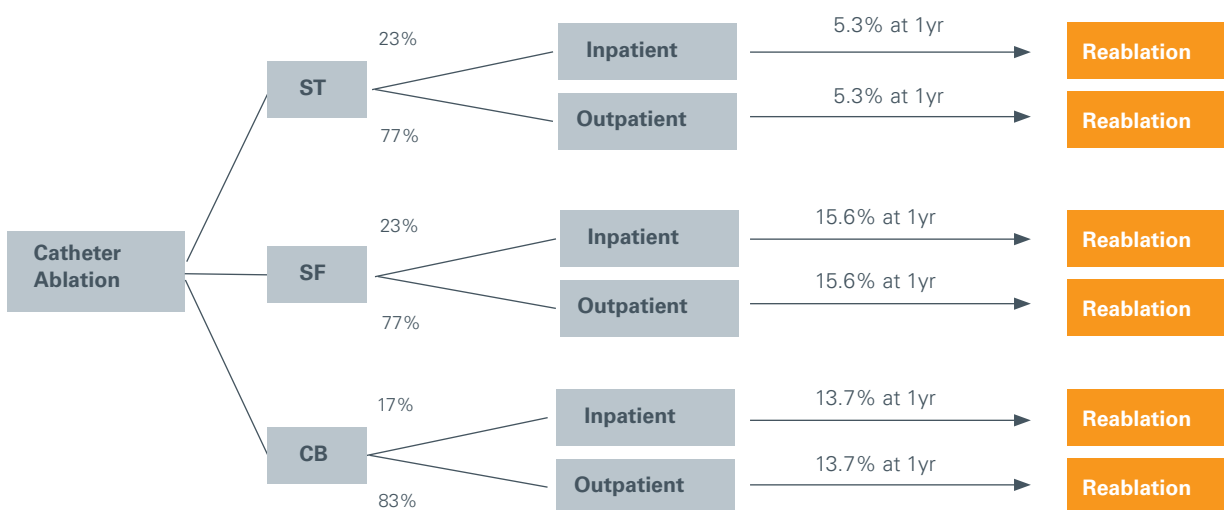 23%
Inpatient
5.3% at 1yr
Reablation
ST
77%
Outpatient
5.3% at 1yr
Reablation
Catheter
Ablation
23%
Inpatient
15.6% at 1yr
Reablation
SF
77%
Outpatient
15.6% at 1yr
Reablation
17%
Inpatient
13.7% at 1yr
Reablation
CB
83%
Outpatient
13.7% at 1yr
Reablation